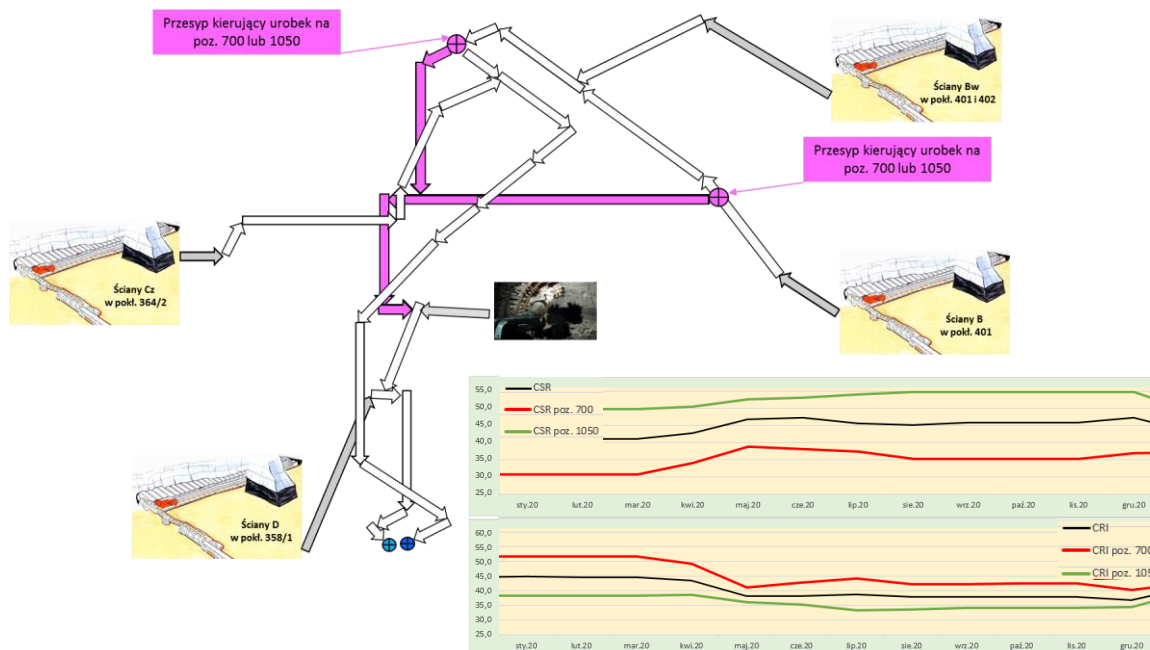 Przesyp kierujący urobek na
poz. 700 lub 1050
Ściany Bw
w pokł. 401 i 402
Przesyp kierujący urobek na
poz. 700 lub 1050
Ściany Cz
w pokł. 364/2
Ściany B
w pokł. 401
Ściany D
w pokł. 358/1
55,0
50,0
45,0
40,0
35,0
30,0
25,0
CSR
CSR poz. 700
CSR poz. 1050
sty.20 lut.20 mar.20 kwi.20 maj.20 cze.20 lip.20 sie.20 wrz.20 paź.20 lis.20 gru.20
60,0
55,0
50,0
45,0
40,0
35,0
30,0
25,0
CRI
CRI poz. 700
CRI poz. 105
sty.20 lut.20 mar.20 kwi.20 maj.20 cze.20 lip.20 sie.20 wrz.20 paź.20 lis.20 gru.20